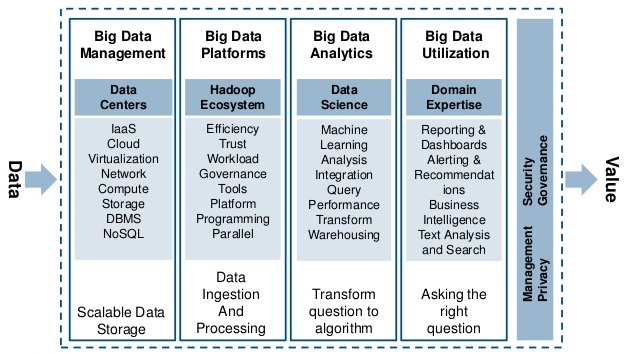 Data
Big Data
Management
Data
Centers
IaaS
Cloud
Virtualization
Network
Compute
Storage
DBMS
NoSQL
Scalable Data
Storage
Big Data
Platforms
Hadoop
Ecosystem
Efficiency
Trust
Workload
Governance
Tools
Platform
Programming
Parallel
Data
Ingestion
And
Processing
Big Data
Analytics
Data
Science
Machine
Learning
Analysis
Integration
Query
Performance
Transform
Warehousing
Transform
question to
algorithm
Big Data
Utilization
Domain
Expertise
Reporting &
Dashboards
Alerting &
Recommendat
ions
Business
Intelligence
Text Analysis
and Search
Asking the
right
question
Security
Governance
Management
Privacy
Value